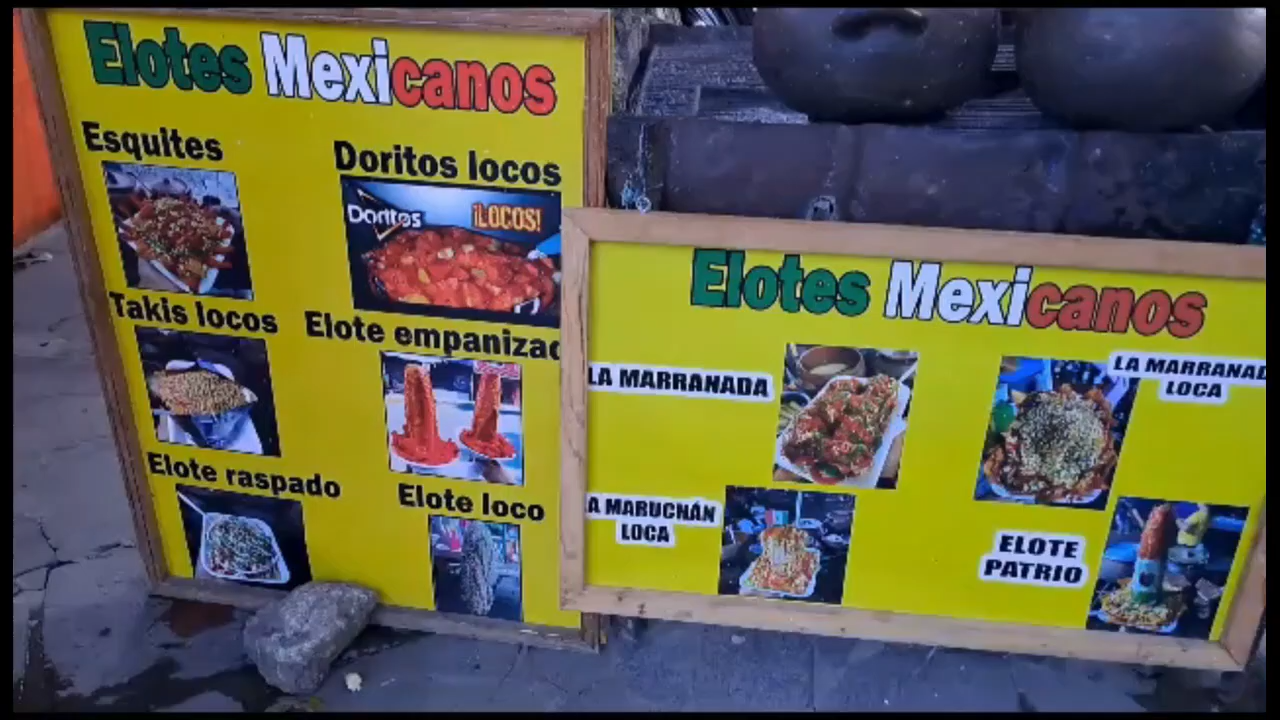 Elotes Mexicanos
Esquites
Doritos locos
Doritos ¡LOCOS!
Takis locos
Elote empanizad
Elote raspado
Elote loco
Elotes Mexicanos
LA MARRANADA
LA MARRANAD
LOCA
A MARUCHÁN
LOCA
ELOTE
PATRIO